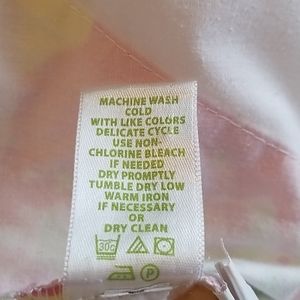 MACHINE WASH
COLD
WITH LIKE COLORS
DELICATE CYCLE
USE NON-
CHLORINE BLEACH
IF NEEDED
DRY PROMPTLY
TUMBLE DRY LOW
WARM IRON
IF NECESSARY
OR
DRY CLEAN
30c
P